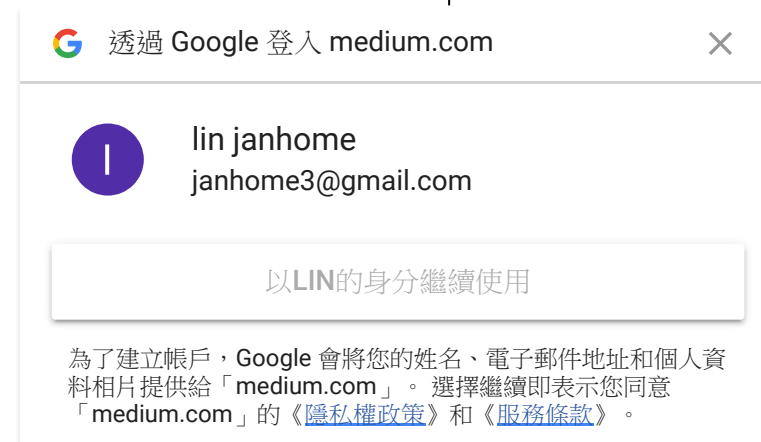 透過 Google 登入 medium.com
l
lin janhome
janhome3@gmail.com
以LIN的身分繼續使用
為了建立帳戶，Google 會將您的姓名、電子郵件地址和個人資
料相片提供給「medium.com」。 選擇繼續即表示您同意
「medium.com」的《隱私權政策》和《服務條款》。